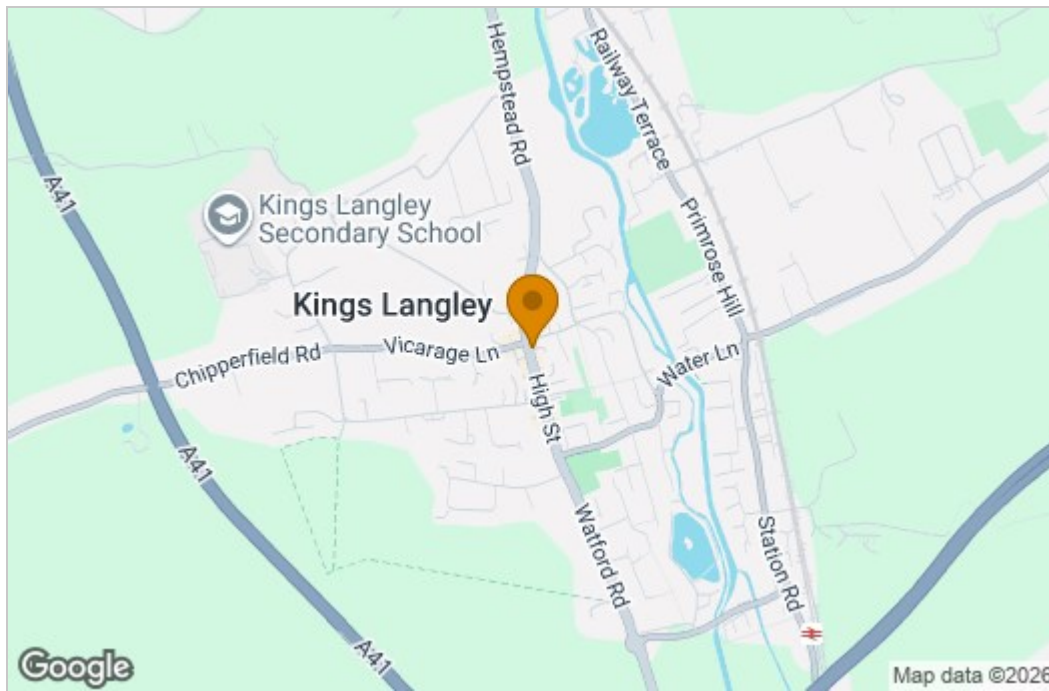 Hempstead Rd
Railway Terrace
A41
Kings Langley
Secondary School
Primrose Hill
Kings Langley
Vicarage Ln
Chipperfield Rd
Water Ln
High St
A41
Watford Rd
Station Rd
A41
Google
Map data ©2026